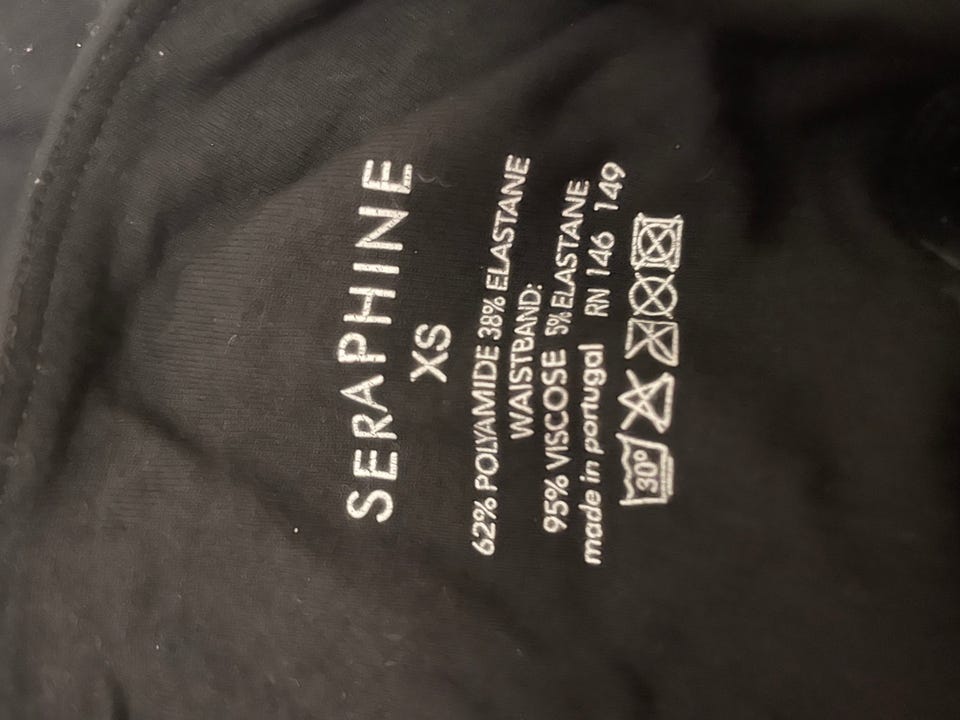 SERAPHINE
XS
62% POLYAMIDE 38% ELASTANE
WAISTBAND:
95% VISCOSE 5% ELASTANE
made in portugal RN 146 149
30°